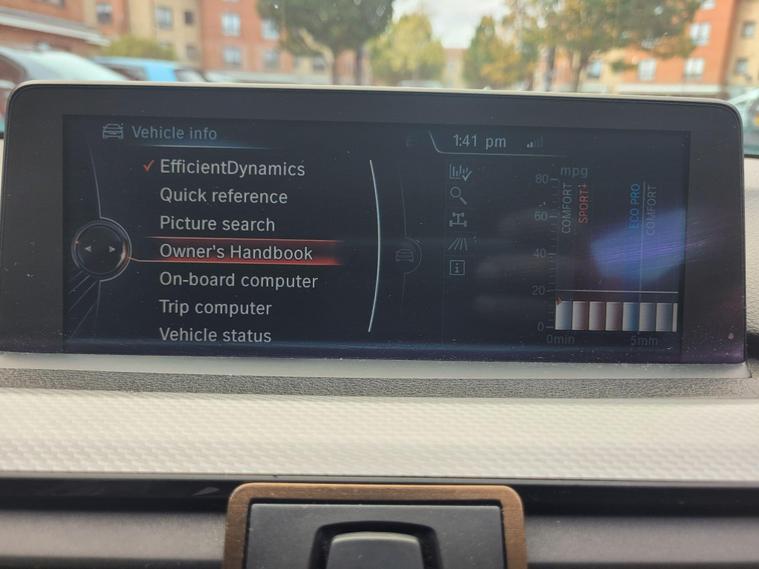 Vehicle info
1:41 pm
✓ EfficientDynamics
Quick reference
Picture search
Owner's Handbook
On-board computer
Trip computer
Vehicle status
mpg
80
60
40
20
0
COMFORT
SPORT+
ECO PRO
COMFORT
0min
5min